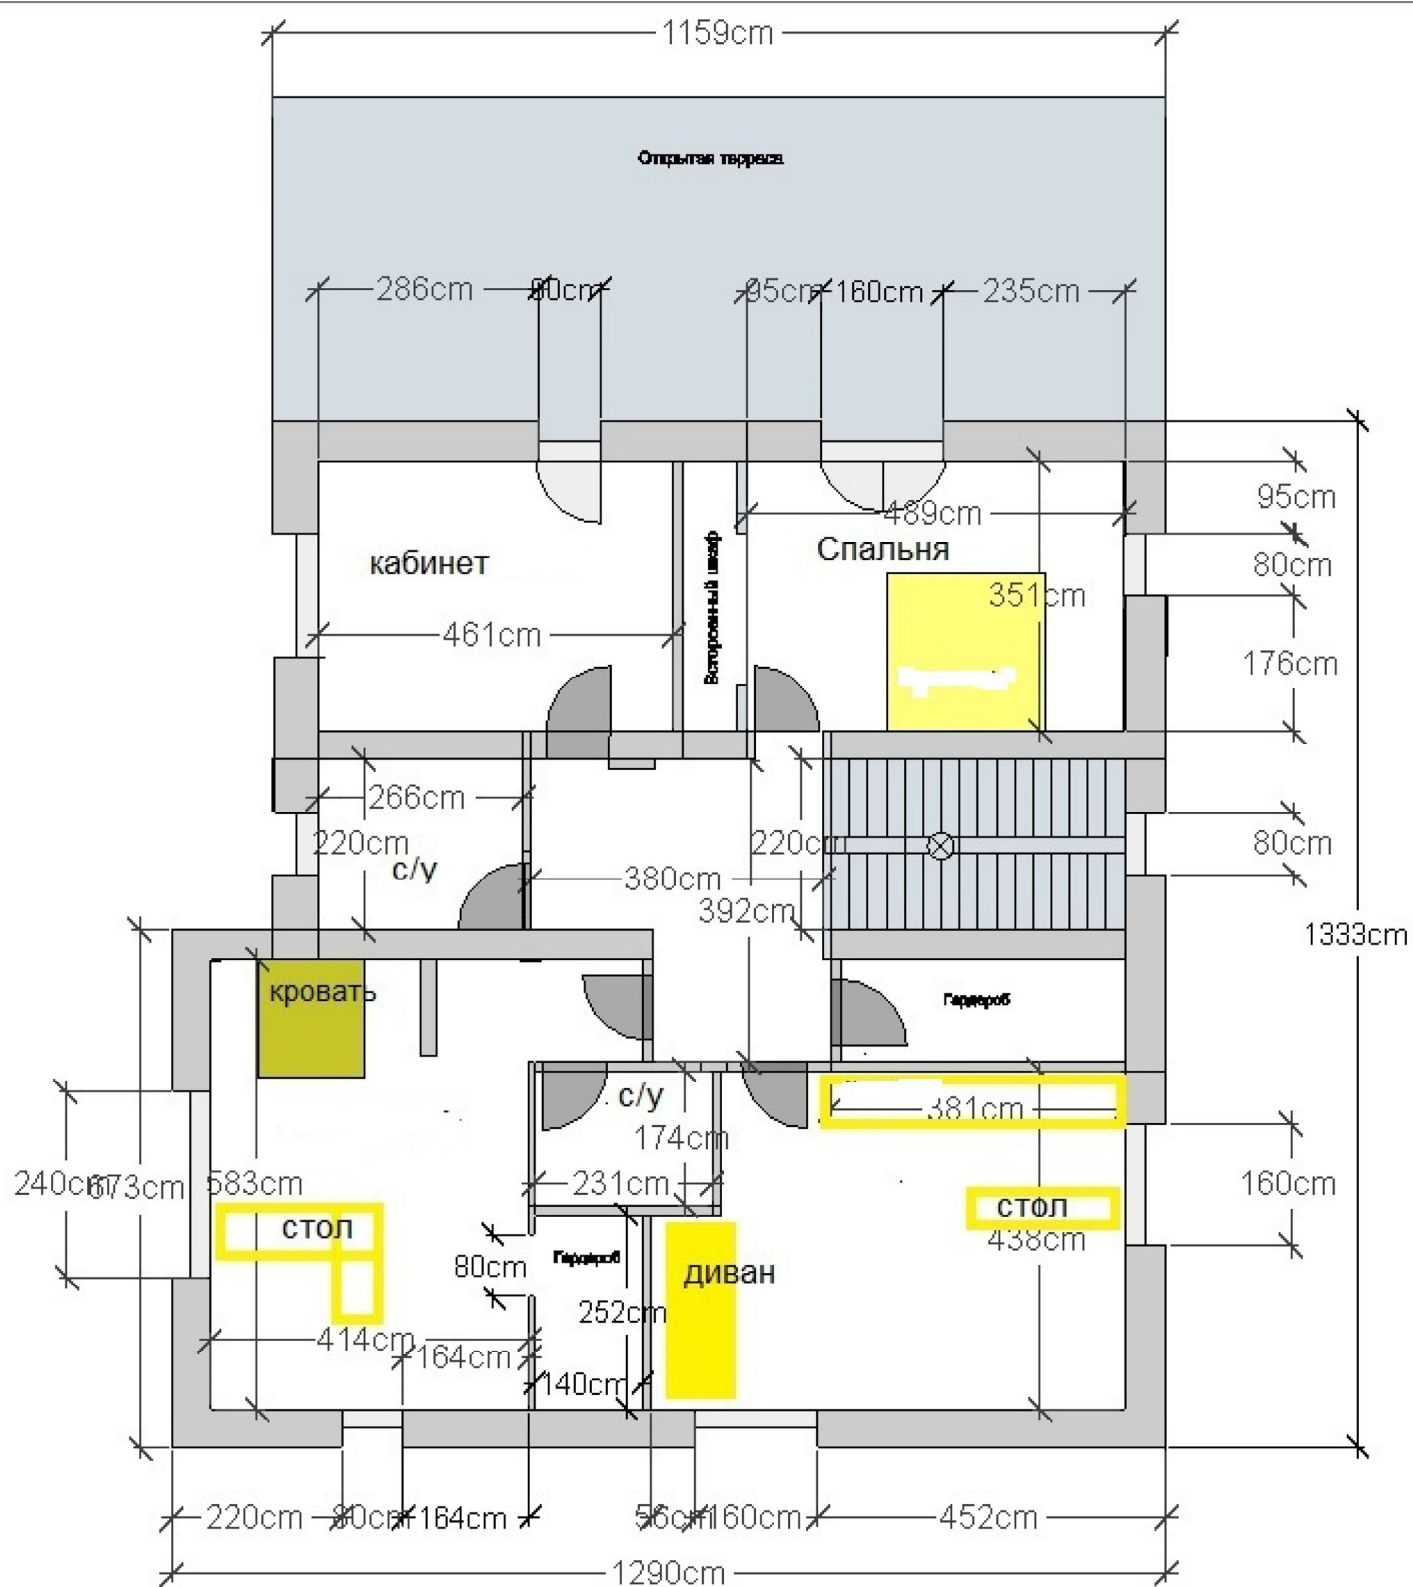 1159cm
Открытая терраса
286cm
80cm
95cm
160cm
235cm
95cm
489cm
кабинет
Спальня
80cm
351cm
Встроенный шкаф
461cm
176cm
266cm
220cm
с/у
220cm
80cm
380cm
392cm
1333cm
кровать
Гардероб
с/у
381cm
174cm
240cm
673cm
583cm
231cm
160cm
стол
стол
438cm
80cm
Гардероб
диван
252cm
414cm
164cm
140cm
220cm
80cm
164cm
56cm
160cm
452cm
1290cm